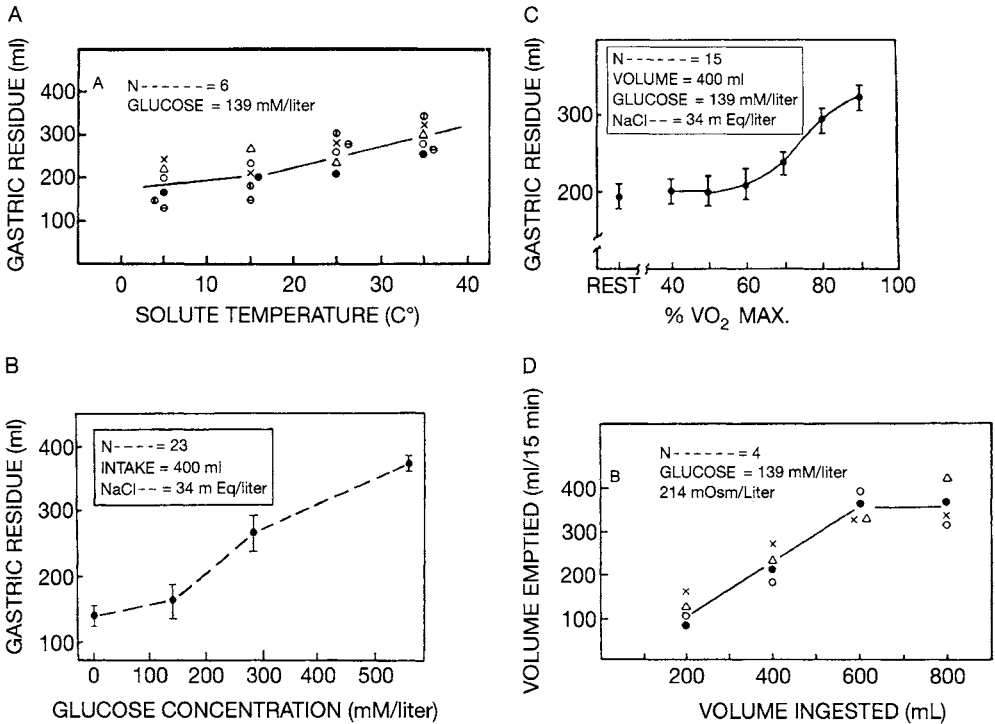 A
GASTRIC RESIDUE (ml)
A
N-------= 6
GLUCOSE = 139 mM/liter
400
300
200
100
0 10 20 30 40
SOLUTE TEMPERATURE (C°)
C
GASTRIC RESIDUE (ml)
N-------= 15
VOLUME = 400 ml
GLUCOSE = 139 mM/liter
NaCl-- = 34 m Eq/liter
300
200
REST 40 60 80 100
% VO₂ MAX.
B
GASTRIC RESIDUE (ml)
N-----= 23
INTAKE = 400 ml
NaCl-- = 34 m Eq/liter
400
300
200
100
0 100 200 300 400 500
GLUCOSE CONCENTRATION (mM/liter)
D
VOLUME EMPTIED (ml/15 min)
B
N-------= 4
GLUCOSE = 139 mM/liter
214 mOsm/Liter
400
300
200
100
200 400 600 800
VOLUME INGESTED (mL)